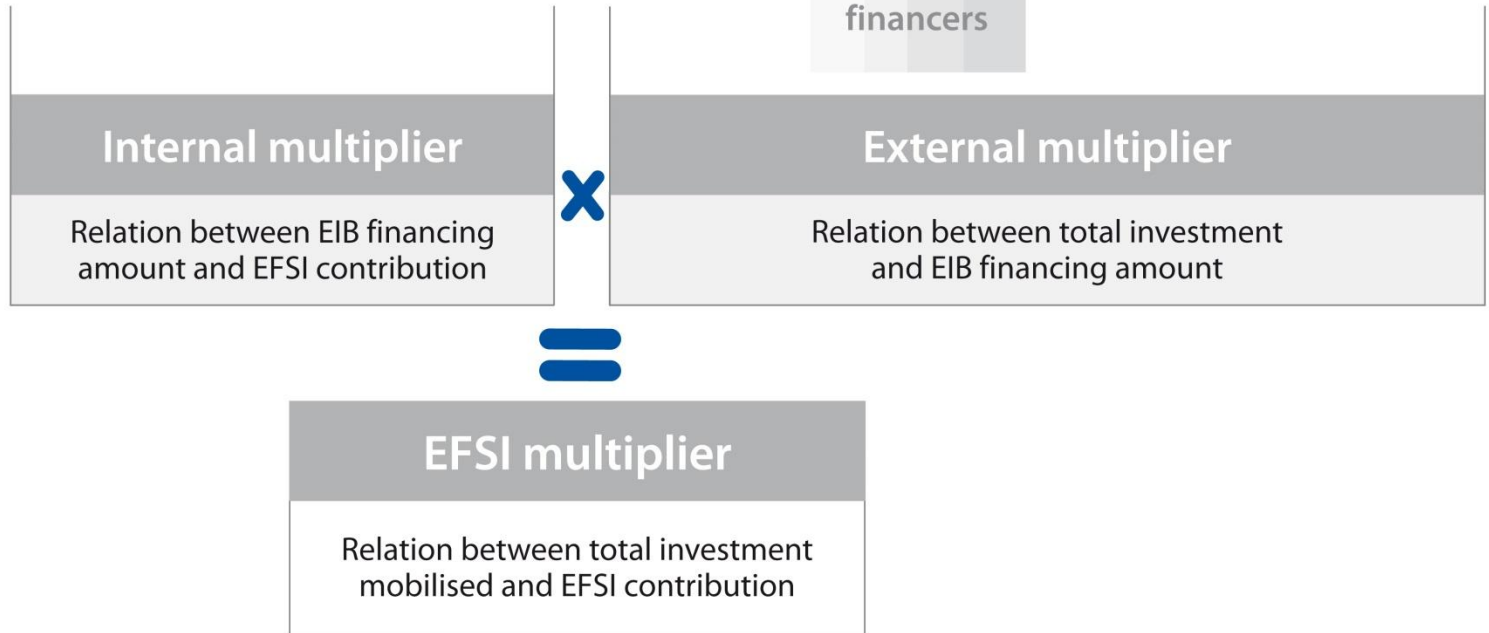 financers
Internal multiplier
x
External multiplier
Relation between EIB financing
amount and EFSI contribution
Relation between total investment
and EIB financing amount
=
EFSI multiplier
Relation between total investment
mobilised and EFSI contribution